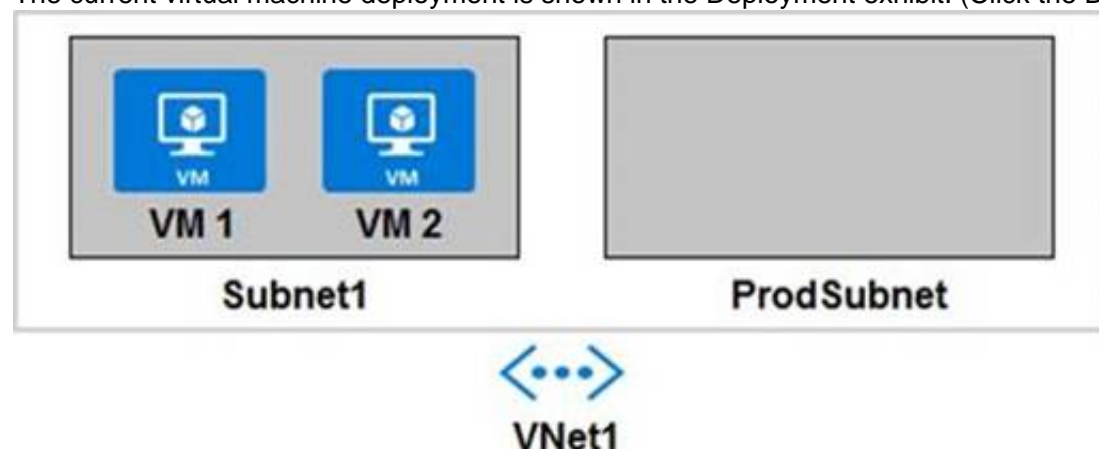 The current virtual machine deployment is shown in the Deployment exhibit. (Click the
VM VM
VM 1 VM 2
Subnet1 ProdSubnet
VNet1